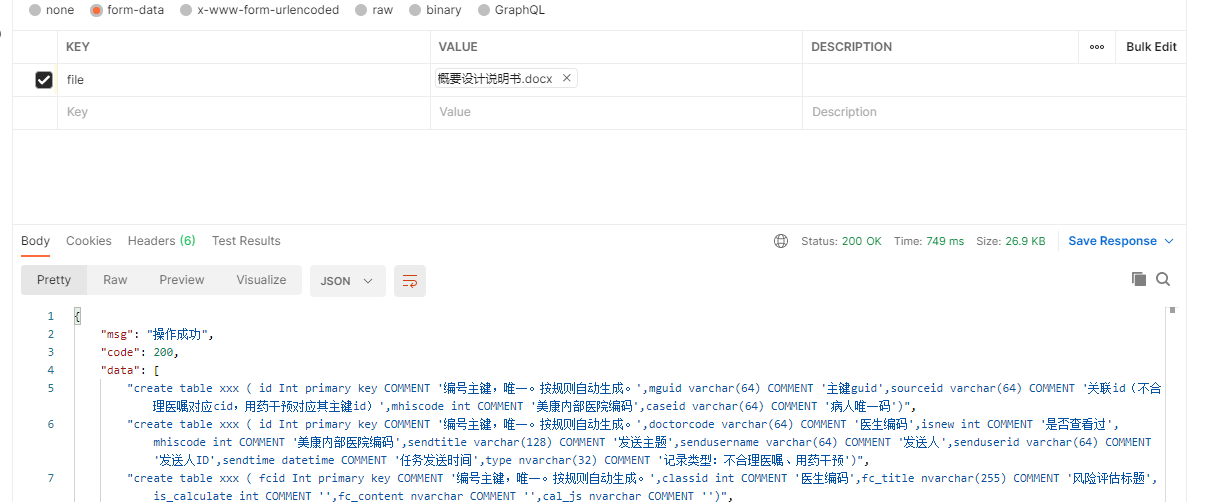 none form-data x-www-form-urlencoded raw binary GraphQL
KEY VALUE DESCRIPTION ooo Bulk Edit
file 概要设计说明书.docx ×
Key Value Description
Body Cookies Headers (6) Test Results Status: 200 OK Time: 749 ms Size: 26.9 KB Save Response
Pretty Raw Preview Visualize JSON
1 {
2 "msg": "操作成功",
3 "code": 200,
4 "data": [
5 "create table xxx ( id Int primary key COMMENT '编号主键，唯一。按规则自动生成。',mguid varchar(64) COMMENT '主键guid',sourceid varchar(64) COMMENT '关联id（不合
理医嘱对应cid，用药干预对应其主键id）',mhiscode int COMMENT '美康内部医院编码',caseid varchar(64) COMMENT '病人唯一码')",
6 "create table xxx ( id Int primary key COMMENT '编号主键，唯一。按规则自动生成。',doctorcode varchar(64) COMMENT '医生编码',isnew int COMMENT '是否查看过',
mhiscode int COMMENT '美康内部医院编码',sendtitle varchar(128) COMMENT '发送主题',sendusername varchar(64) COMMENT '发送人',senduserid varchar(64) COMMENT
'发送人ID',sendtime datetime COMMENT '任务发送时间',type nvarchar(32) COMMENT '记录类型：不合理医嘱、用药干预')",
7 "create table xxx ( fcid Int primary key COMMENT '编号主键，唯一。按规则自动生成。',classid int COMMENT '医生编码',fc_title nvarchar(255) COMMENT '风险评估标题',
is_calculate int COMMENT '',fc_content nvarchar COMMENT '',cal_js nvarchar COMMENT '')",